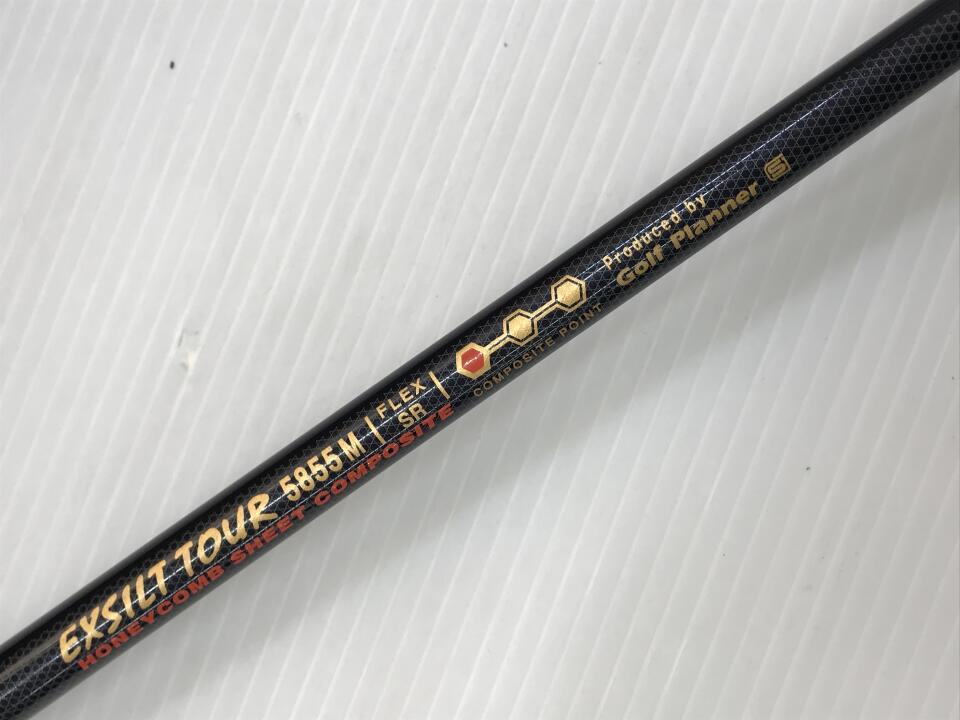 EXSILT TOUR 5855M
HONEYCOMB SHEET COMPOSITE
FLEX
SR
COMPOSITE POINT
Produced by
Golf Planner S